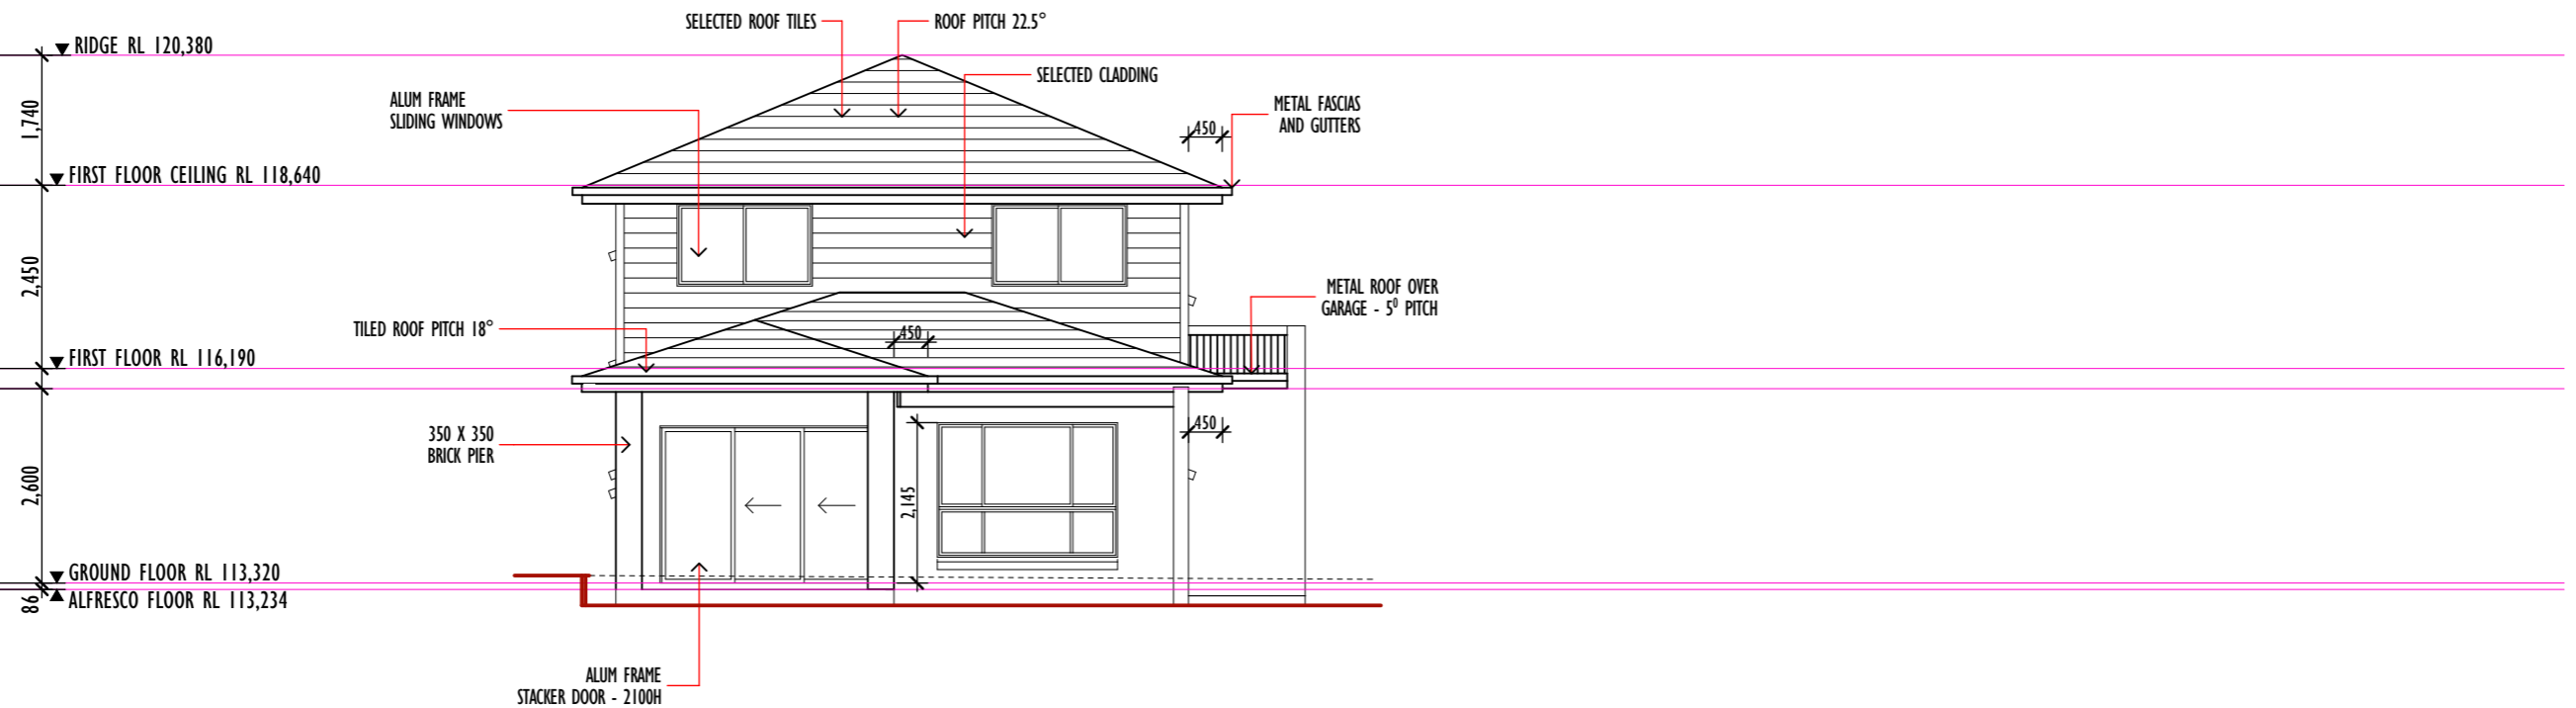 SELECTED ROOF TILES
ROOF PITCH 22.5°
RIDGE RL 120,380
SELECTED CLADDING
ALUM FRAME
SLIDING WINDOWS
METAL FASCIAS
AND GUTTERS
1,740
450
FIRST FLOOR CEILING RL 118,640
2,450
METAL ROOF OVER
GARAGE - 5⁰ PITCH
TILED ROOF PITCH 18°
450
FIRST FLOOR RL 116,190
350 X 350
BRICK PIER
450
2,600
2,145
GROUND FLOOR RL 113,320
86
ALFRESCO FLOOR RL 113,234
ALUM FRAME
STACKER DOOR - 2100H